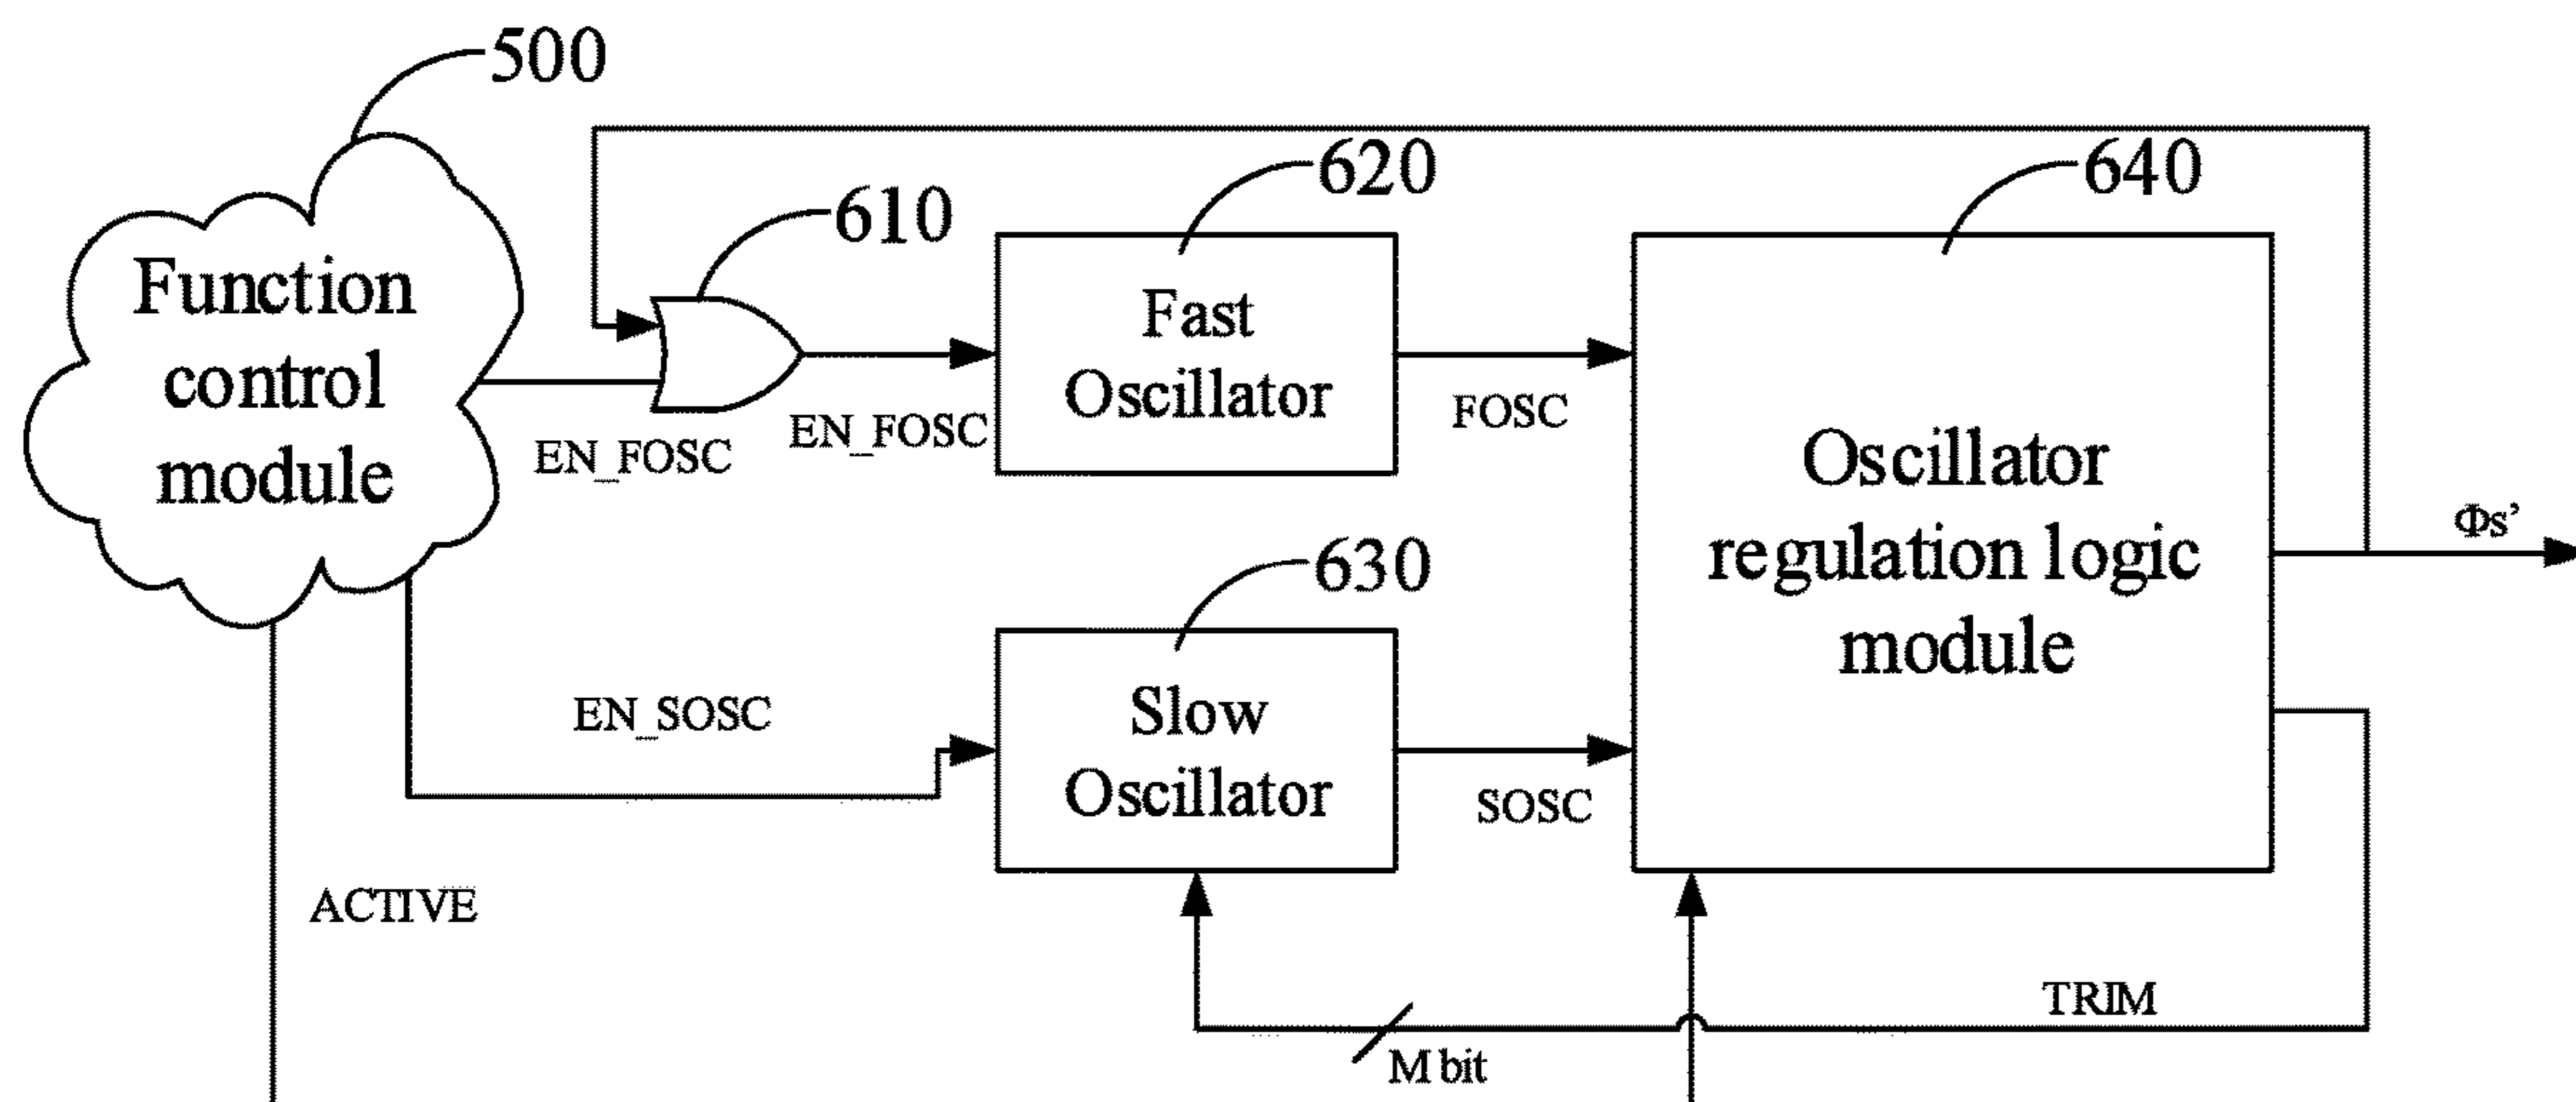 500
620
640
610
Function
control
module
Fast
Oscillator
EN_FOSC
EN_FOSC
FOSC
Oscillator
regulation logic
module
Φs’
630
EN_SOSC
Slow
Oscillator
SOSC
ACTIVE
TRIM
M bit